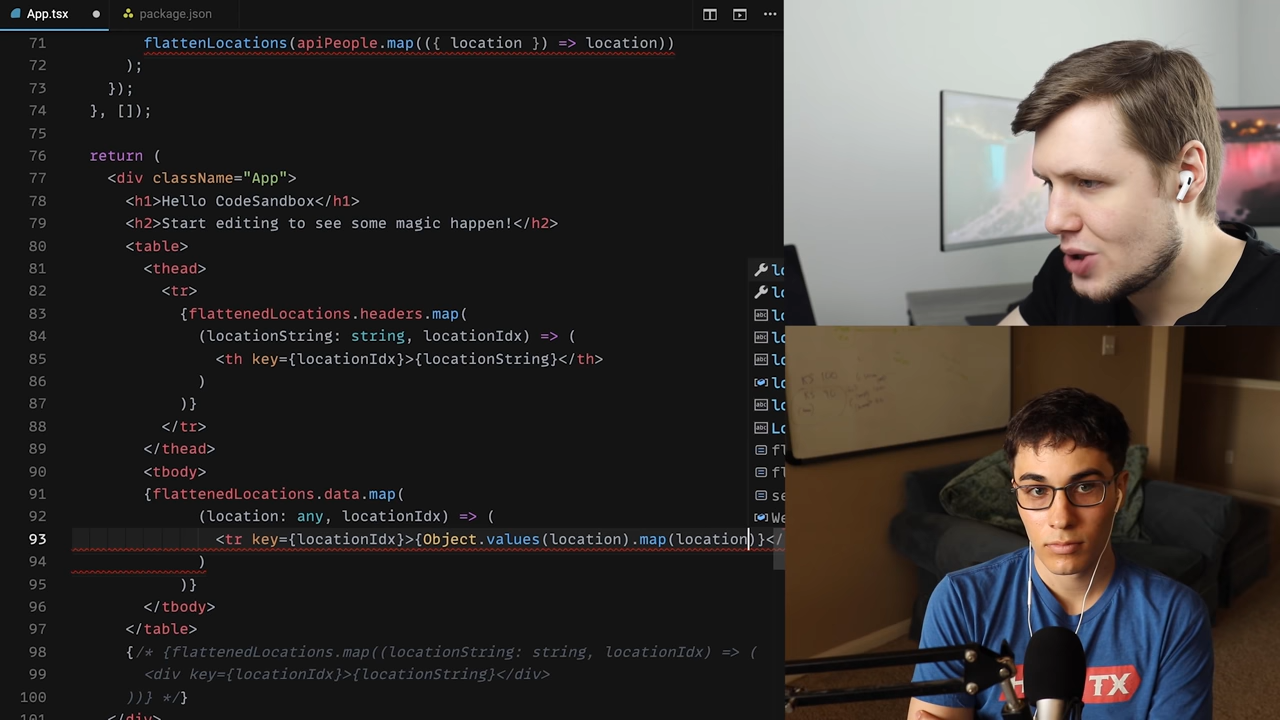 App.tsx
package.json
71 flattenLocations(apiPeople.map(({ location }) => location))
72 );
73 });
74 }, []);
75
76 return (
77 <div className="App">
78 <h1>Hello CodeSandbox</h1>
79 <h2>Start editing to see some magic happen!</h2>
80 <table>
81 <thead>
82 <tr>
83 {flattenedLocations.headers.map(
84 (locationString: string, locationIdx) => (
85 <th key={locationIdx}>{locationString}</th>
86 )
87 )}
88 </tr>
89 </thead>
90 <tbody>
91 {flattenedLocations.data.map(
92 (location: any, locationIdx) => (
93 <tr key={locationIdx}>{Object.values(location).map(location)}</
94 )
95 )}
96 </tbody>
97 </table>
98 {/* {flattenedLocations.map((locationString: string, locationIdx) => (
99 <div key={locationIdx}>{locationString}</div>
100 ))} */}
TX